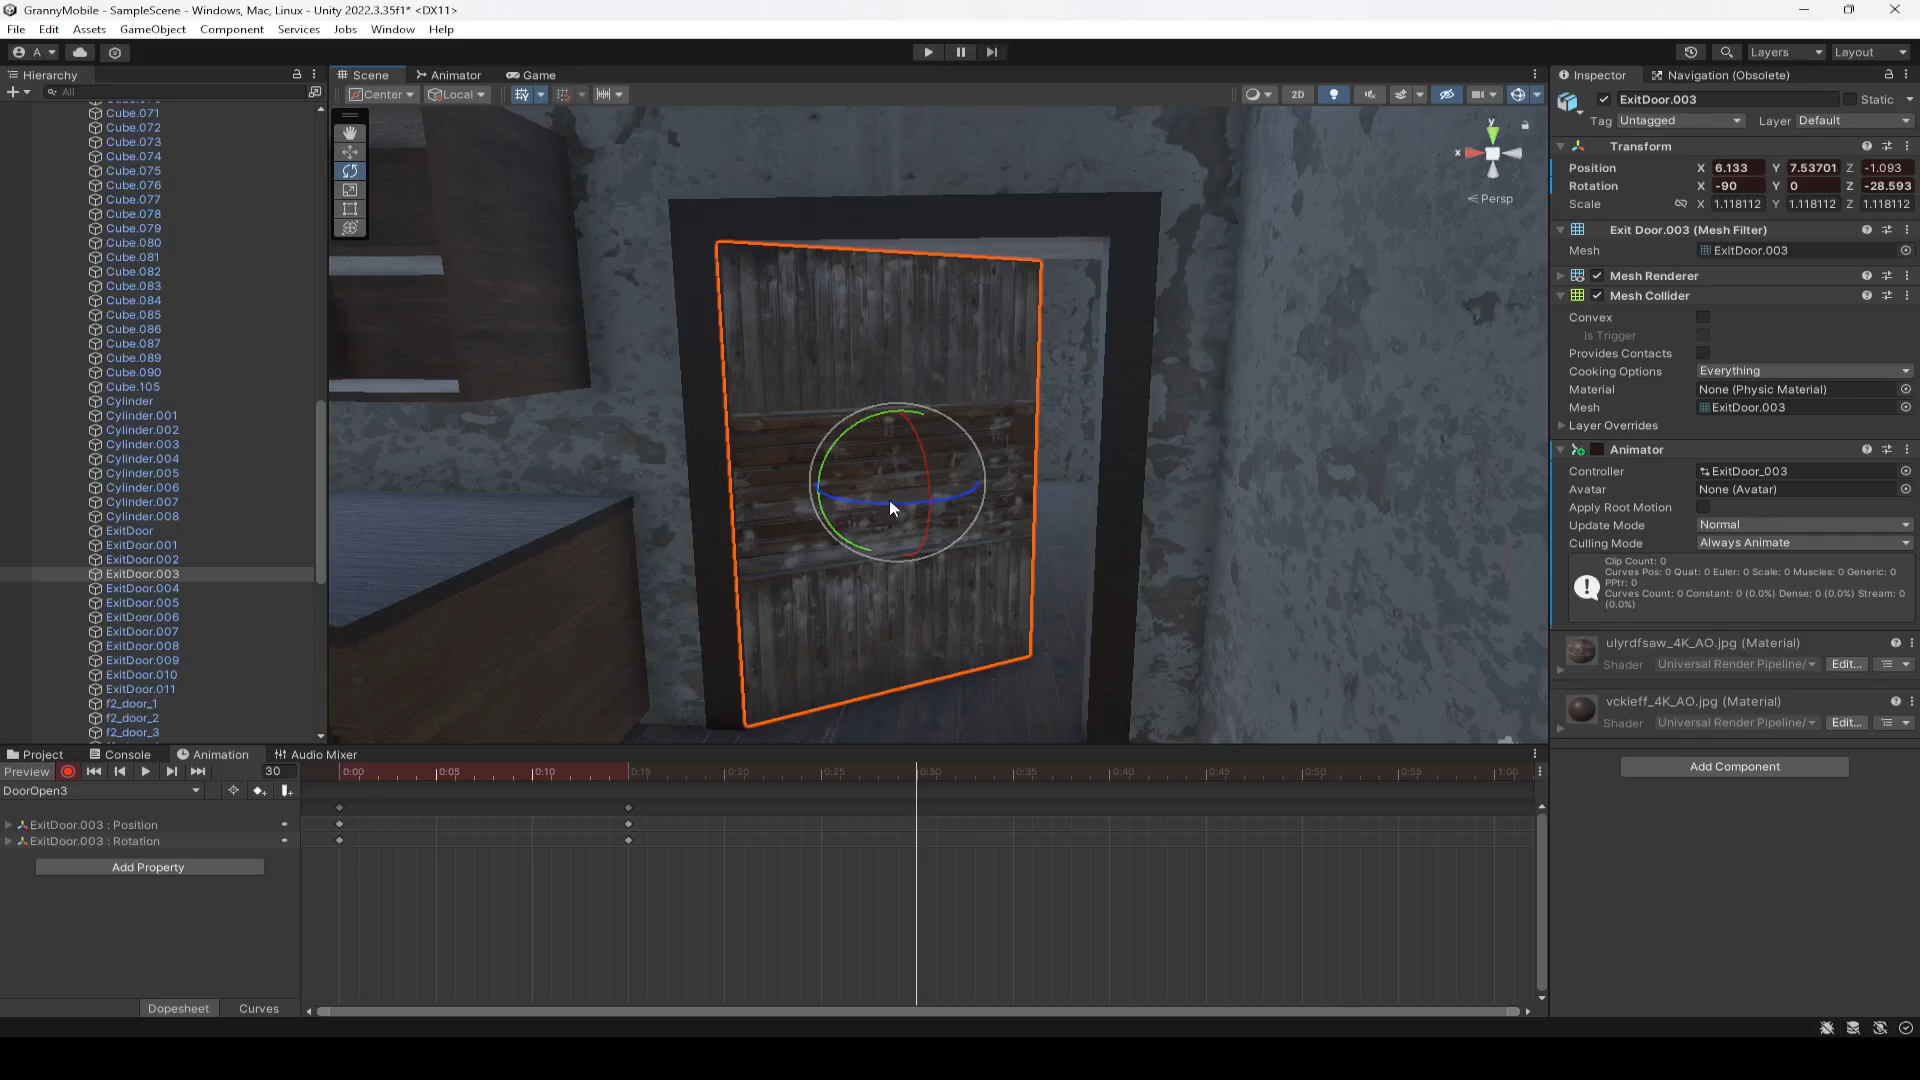 GrannyMobile - SampleScene - Windows, Mac, Linux - Unity 2022.3.35f1* <DX11>
File Edit Assets GameObject Component Services Jobs Window Help
A Layers Layout
Hierarchy
All
Cube.071
Cube.072
Cube.073
Cube.074
Cube.075
Cube.076
Cube.077
Cube.078
Cube.079
Cube.080
Cube.081
Cube.082
Cube.083
Cube.084
Cube.085
Cube.086
Cube.087
Cube.089
Cube.090
Cube.105
Cylinder
Cylinder.001
Cylinder.002
Cylinder.003
Cylinder.004
Cylinder.005
Cylinder.006
Cylinder.007
Cylinder.008
ExitDoor
ExitDoor.001
ExitDoor.002
ExitDoor.003
ExitDoor.004
ExitDoor.005
ExitDoor.006
ExitDoor.007
ExitDoor.008
ExitDoor.009
ExitDoor.010
ExitDoor.011
f2_door_1
f2_door_2
f2_door_3
Scene Animator Game
Center Local 2D
y
x
Persp
Inspector Navigation (Obsolete)
ExitDoor.003 Static
Tag Untagged Layer Default
Transform
Position X 6.133 Y 7.53701 Z -1.093
Rotation X -90 Y 0 Z -28.593
Scale X 1.118112 Y 1.118112 Z 1.118112
Exit Door.003 (Mesh Filter)
Mesh ExitDoor.003
Mesh Renderer
Mesh Collider
Convex
Is Trigger
Provides Contacts
Cooking Options Everything
Material None (Physic Material)
Mesh ExitDoor.003
Layer Overrides
Animator
Controller ExitDoor_003
Avatar None (Avatar)
Apply Root Motion
Update Mode Normal
Culling Mode Always Animate
Clip Count: 0
Curves Pos: 0 Quat: 0 Euler: 0 Scale: 0 Muscles: 0 Generic: 0
PPtr: 0
Curves Count: 0 Constant: 0 (0.0%) Dense: 0 (0.0%) Stream: 0
(0.0%)
ulyrdfsaw_4K_AO.jpg (Material)
Shader Universal Render Pipeline/ Edit...
vckieff_4K_AO.jpg (Material)
Shader Universal Render Pipeline/ Edit...
Add Component
Project Console Animation Audio Mixer
Preview 30
0:00 0:05 0:10 0:15 0:20 0:25 0:30 0:35 0:40 0:45 0:50 0:55 1:00
DoorOpen3
ExitDoor.003 : Position
ExitDoor.003 : Rotation
Add Property
Dopesheet Curves